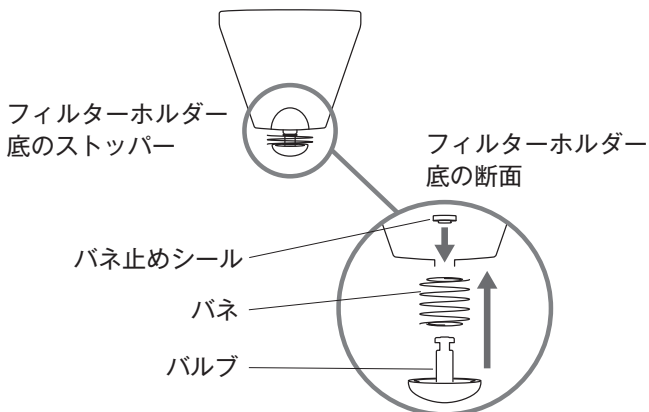 フィルターホルダー
底のストッパー
フィルターホルダー
底の断面
バネ止めシール
バネ
バルブ